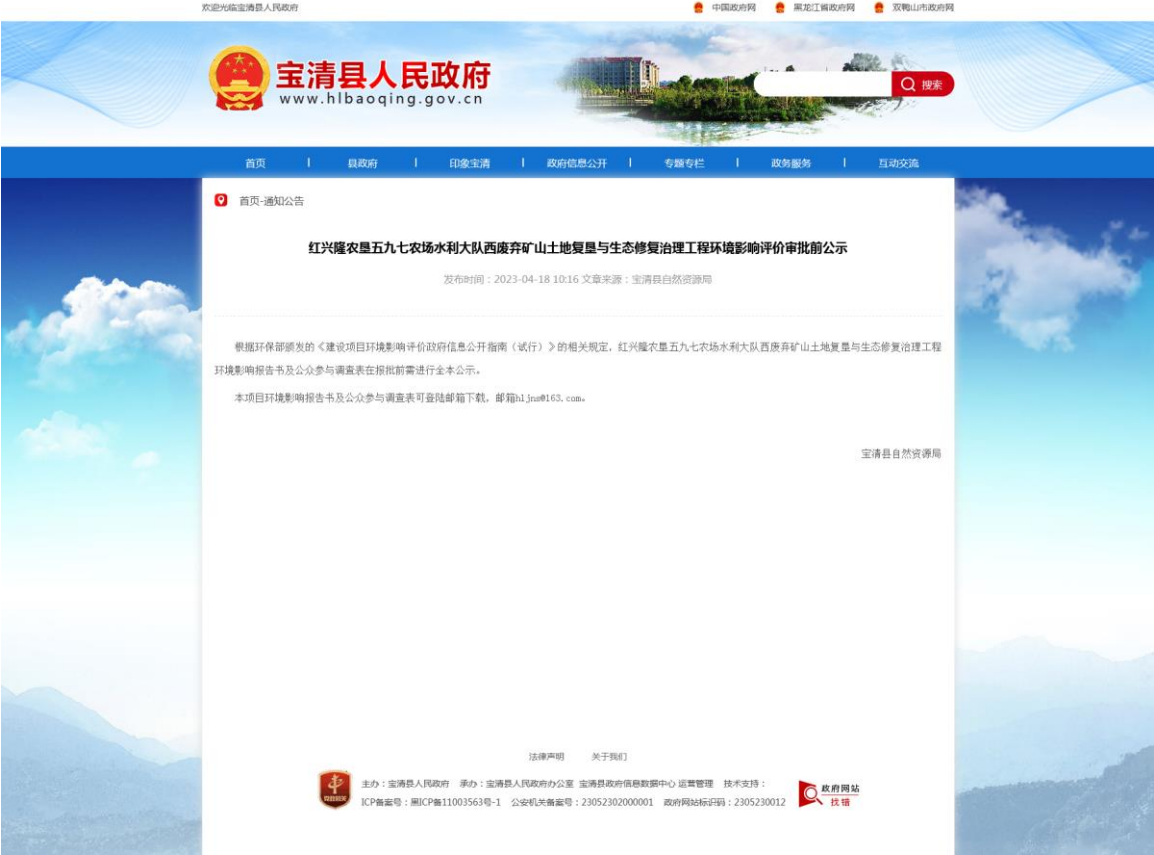 欢迎光临宝清县人民政府
中国政府网 黑龙江省政府网 双鸭山市政府网
宝清县人民政府
www.hlbaoqing.gov.cn
搜索
首页 | 县政府 | 印象宝清 | 政府信息公开 | 专题专栏 | 政务服务 | 互动交流
首页-通知公告
红兴隆农垦五九七农场水利大队西废弃矿山土地复垦与生态修复治理工程环境影响评价审批前公示
发布时间：2023-04-18 10:16 文章来源：宝清县自然资源局
根据环保部颁发的《建设项目环境影响评价政府信息公开指南（试行）》的相关规定，红兴隆农垦五九七农场水利大队西废弃矿山土地复垦与生态修复治理工程
环境影响报告书及公众参与调查表在报批前需进行全本公示。
本项目环境影响报告书及公众参与调查表可登陆邮箱下载，邮箱hljns@163.com。
宝清县自然资源局
法律声明 关于我们
主办：宝清县人民政府 承办：宝清县人民政府办公室 宝清县政府信息数据中心 运营管理 技术支持：
ICP备案号：黑ICP备11003563号-1 公安机关备案号：23052302000001 政府网站标识码：2305230012
党政机关
政府网站
找错